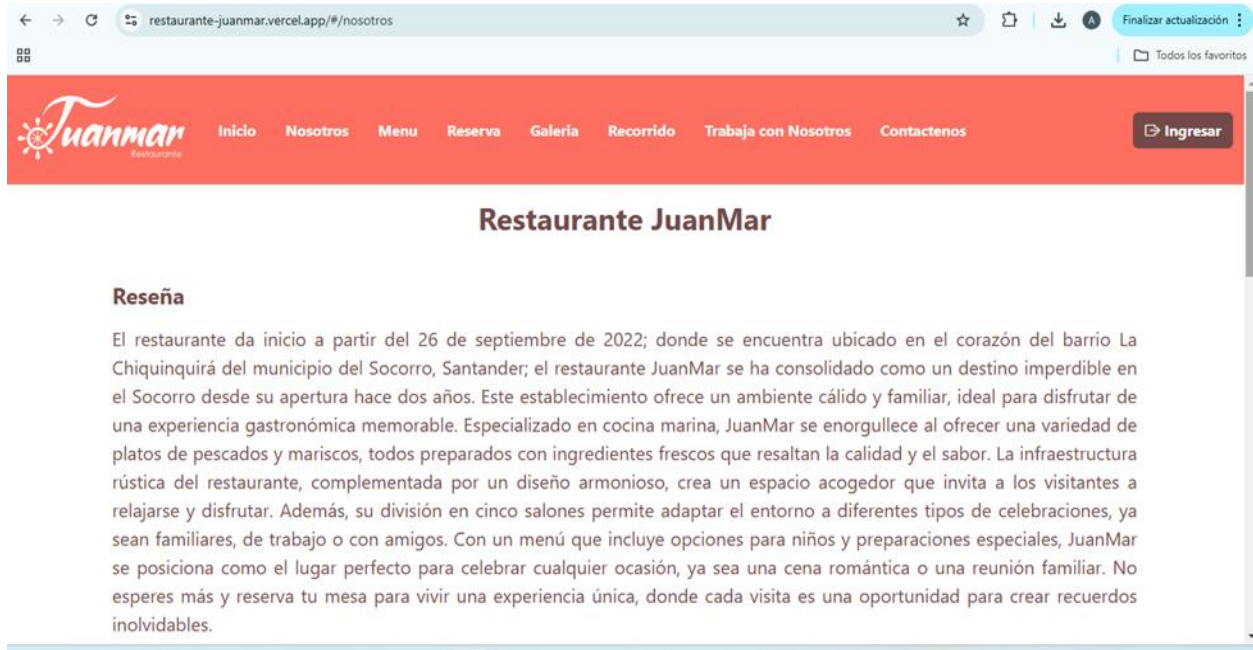 restaurante-juanmar.vercel.app/#/nosotros
A
Finalizar actualización
Todos los favoritos
Juanmar
Restaurante
Inicio Nosotros Menu Reserva Galeria Recorrido Trabaja con Nosotros Contactenos
Ingresar
Restaurante JuanMar
Reseña
El restaurante da inicio a partir del 26 de septiembre de 2022; donde se encuentra ubicado en el corazón del barrio La
Chiquinquirá del municipio del Socorro, Santander; el restaurante JuanMar se ha consolidado como un destino imperdible en
el Socorro desde su apertura hace dos años. Este establecimiento ofrece un ambiente cálido y familiar, ideal para disfrutar de
una experiencia gastronómica memorable. Especializado en cocina marina, JuanMar se enorgullece al ofrecer una variedad de
platos de pescados y mariscos, todos preparados con ingredientes frescos que resaltan la calidad y el sabor. La infraestructura
rústica del restaurante, complementada por un diseño armonioso, crea un espacio acogedor que invita a los visitantes a
relajarse y disfrutar. Además, su división en cinco salones permite adaptar el entorno a diferentes tipos de celebraciones, ya
sean familiares, de trabajo o con amigos. Con un menú que incluye opciones para niños y preparaciones especiales, JuanMar
se posiciona como el lugar perfecto para celebrar cualquier ocasión, ya sea una cena romántica o una reunión familiar. No
esperes más y reserva tu mesa para vivir una experiencia única, donde cada visita es una oportunidad para crear recuerdos
inolvidables.